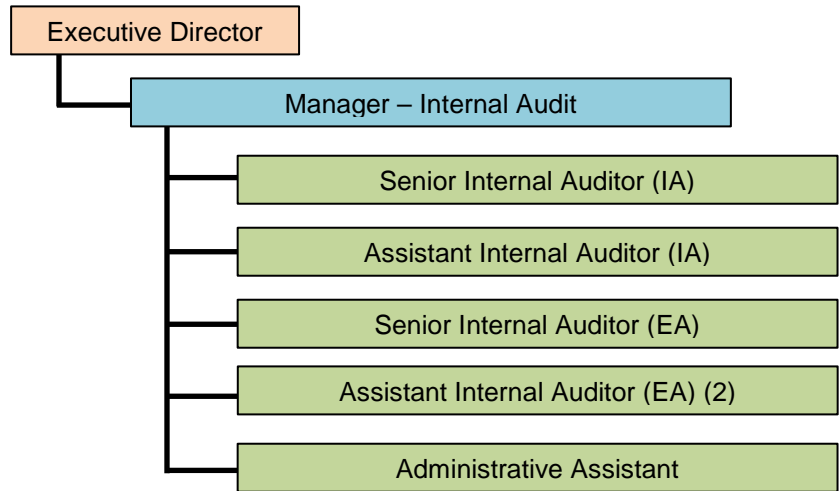 Executive Director
Manager – Internal Audit
Senior Internal Auditor (IA)
Assistant Internal Auditor (IA)
Senior Internal Auditor (EA)
Assistant Internal Auditor (EA) (2)
Administrative Assistant